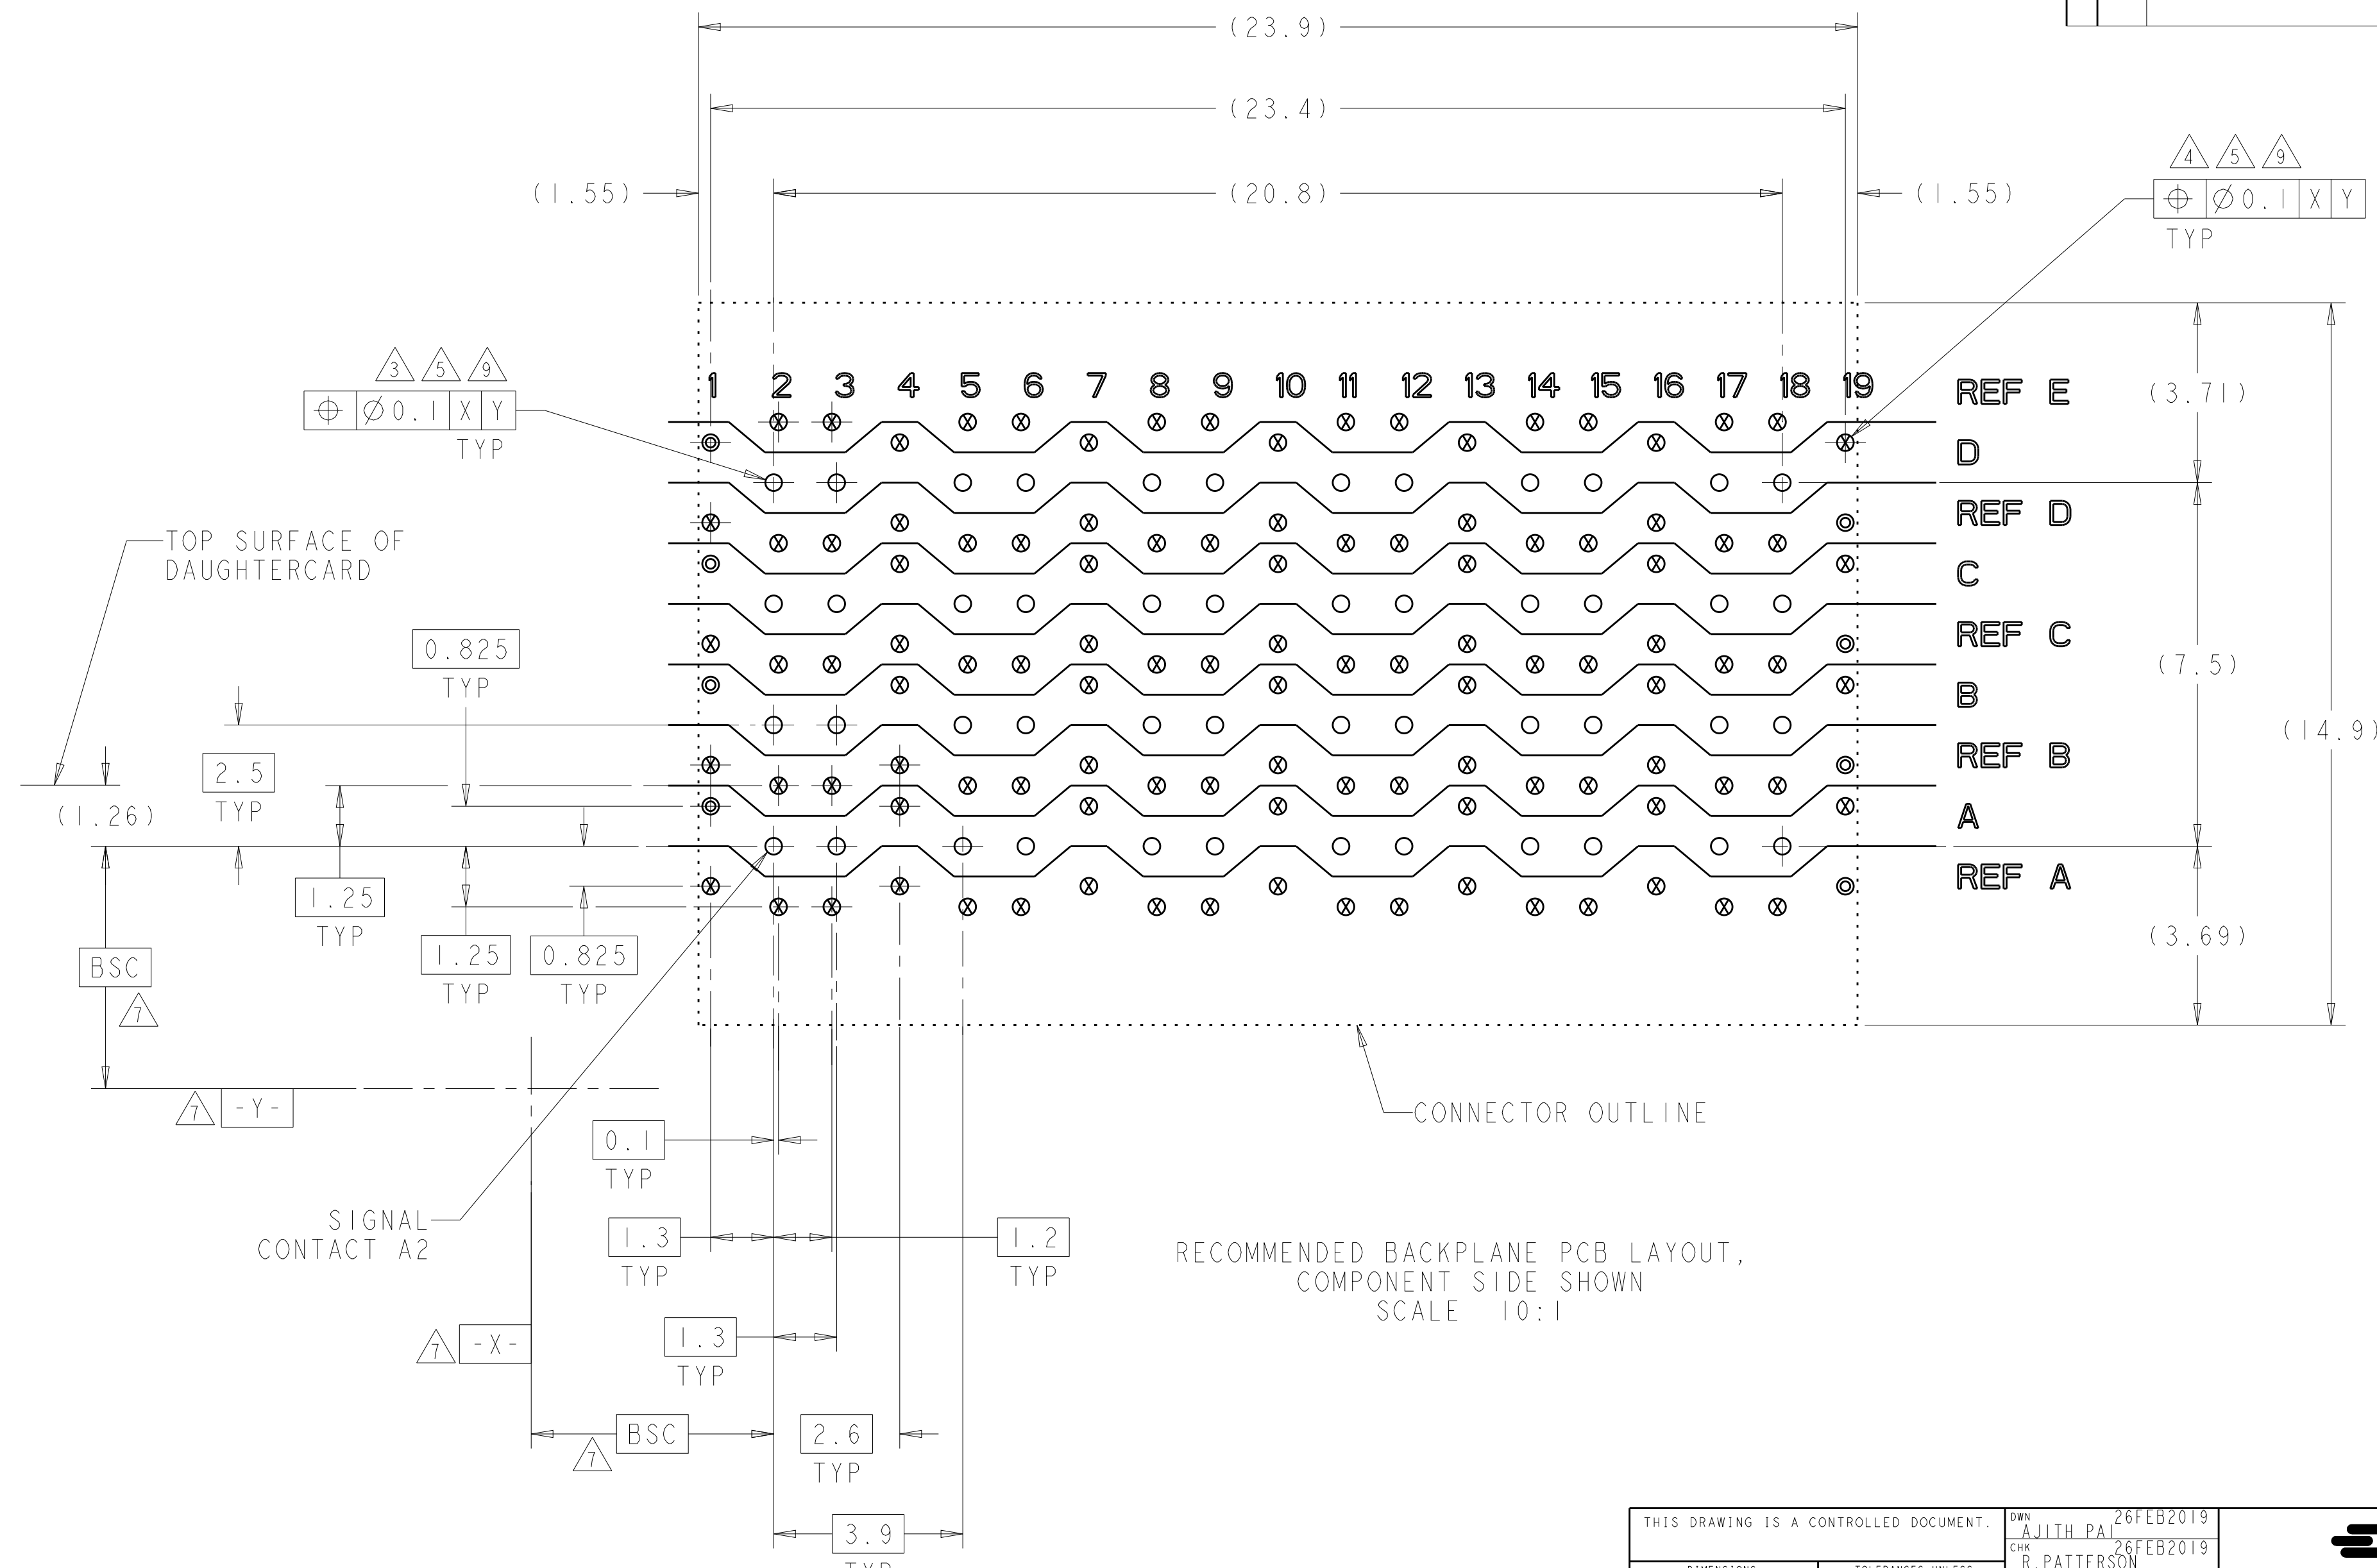 (23.9)
(23.4)
(1.55)
(20.8)
(1.55)
4 5 9
⌖ ∅0.1 X Y
TYP
3 5 9
⌖ ∅0.1 X Y
TYP
1 2 3 4 5 6 7 8 9 10 11 12 13 14 15 16 17 18 19
REF E
(3.71)
D
REF D
TOP SURFACE OF
DAUGHTERCARD
C
0.825
TYP
REF C
(7.5)
B
(14.9)
2.5
TYP
REF B
(1.26)
A
1.25
TYP
REF A
1.25
TYP
0.825
TYP
(3.69)
BSC
7
7 -Y-
CONNECTOR OUTLINE
0.1
TYP
SIGNAL
CONTACT A2
1.3
TYP
1.2
TYP
RECOMMENDED BACKPLANE PCB LAYOUT,
COMPONENT SIDE SHOWN
SCALE 10:1
7 -X-
1.3
TYP
BSC
7
2.6
TYP
3.9
TYP
THIS DRAWING IS A CONTROLLED DOCUMENT.
DWN 26FEB2019
AJITH PAI
CHK 26FEB2019
R.PATTERSON
DIMENSIONS
TOLERANCES UNLESS